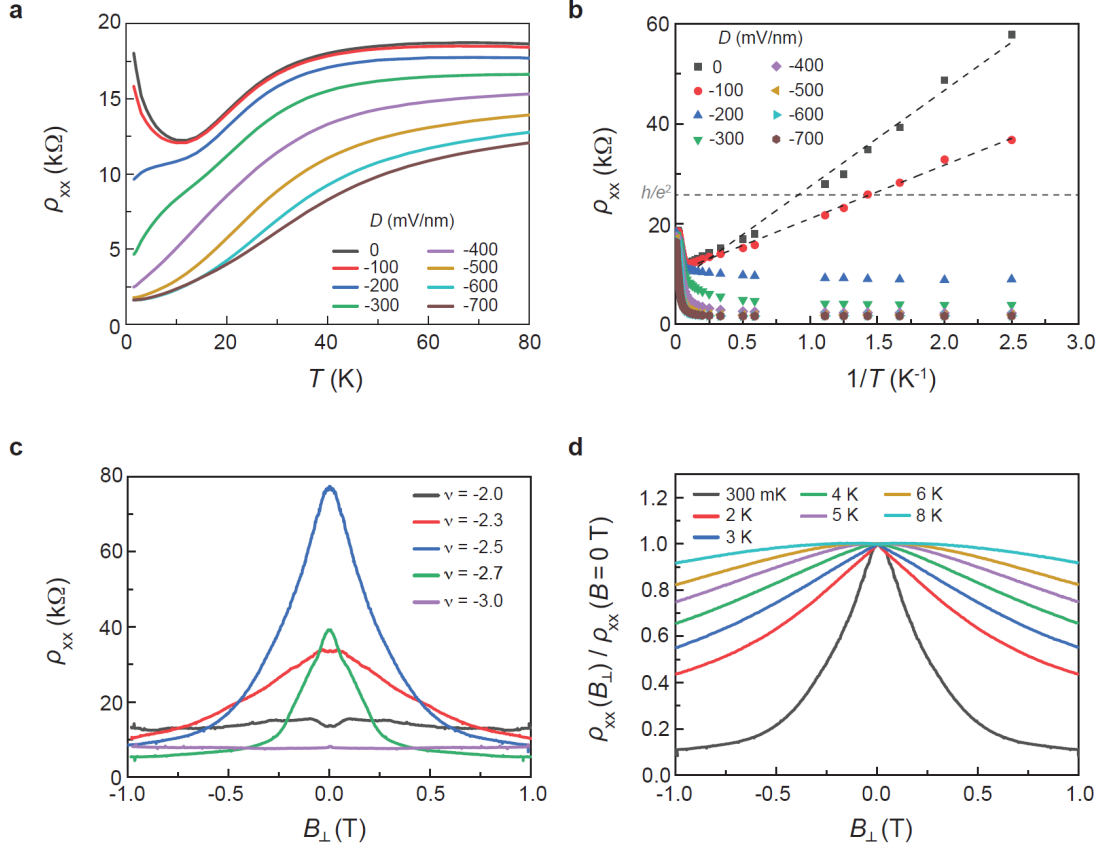 a
20
15
10
5
0
ρxx (kΩ)
0 20 40 60 80
T (K)
D (mV/nm)
0 -400
-100 -500
-200 -600
-300 -700
b
60
40
20
0
ρxx (kΩ)
h/e²
0 0.5 1.0 1.5 2.0 2.5 3.0
1/T (K⁻¹)
D (mV/nm)
0 -400
-100 -500
-200 -600
-300 -700
c
80
60
40
20
0
ρxx (kΩ)
-1.0 -0.5 0.0 0.5 1.0
B⊥ (T)
ν = -2.0
ν = -2.3
ν = -2.5
ν = -2.7
ν = -3.0
d
1.2
1.0
0.8
0.6
0.4
0.2
0.0
ρxx (B⊥) / ρxx (B = 0 T)
-1.0 -0.5 0.0 0.5 1.0
B⊥ (T)
300 mK 4 K 6 K
2 K 5 K 8 K
3 K